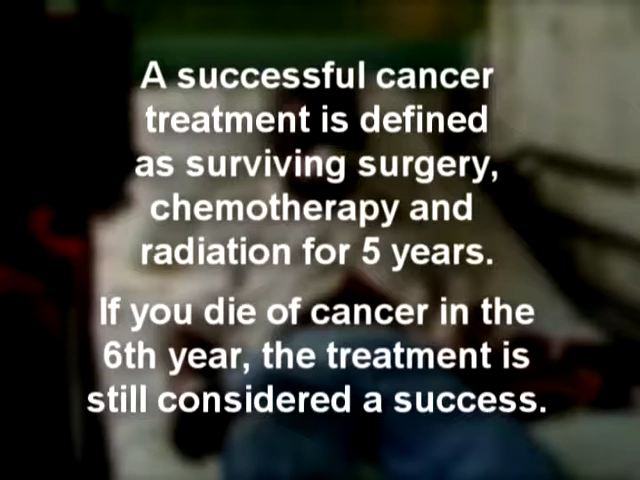 A successful cancer
treatment is defined
as surviving surgery,
chemotherapy and
radiation for 5 years.
If you die of cancer in the
6th year, the treatment is
still considered a success.